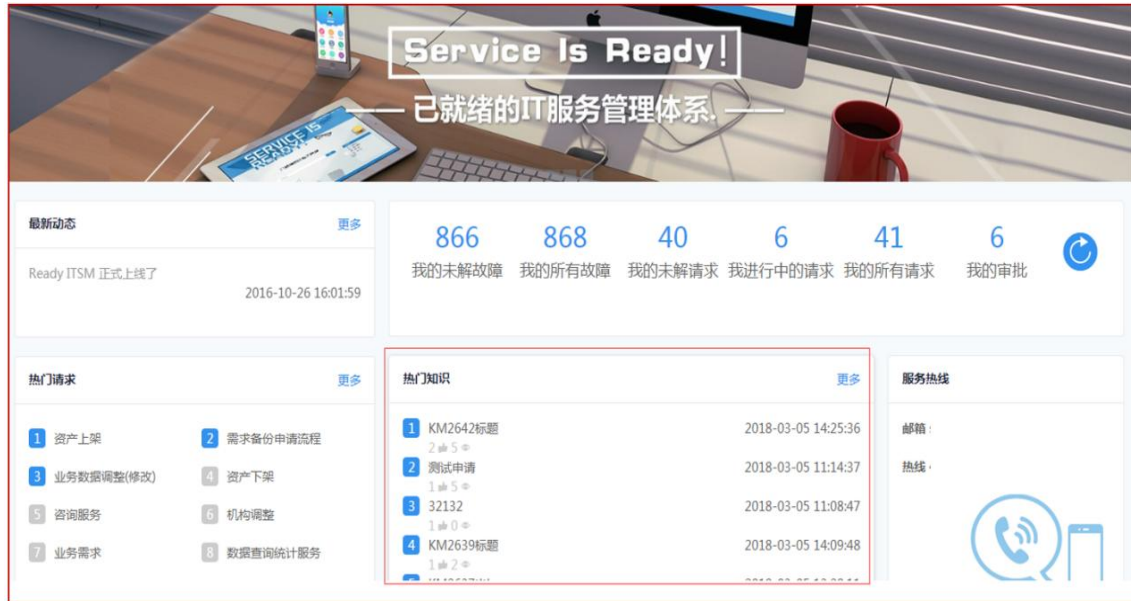 Service Is Ready!
已就绪的IT服务管理体系.
SERVICE IS
READY!
最新动态 更多
Ready ITSM 正式上线了
2016-10-26 16:01:59
866 868 40 6 41 6
我的未解故障 我的所有故障 我的未解请求 我进行中的请求 我的所有请求 我的审批
热门请求 更多
1 资产上架 2 需求备份申请流程
3 业务数据调整(修改) 4 资产下架
5 咨询服务 6 机构调整
7 业务需求 8 数据查询统计服务
热门知识 更多
1 KM2642标题 2018-03-05 14:25:36
2 5
2 测试申请 2018-03-05 11:14:37
1 5
3 32132 2018-03-05 11:08:47
1 0
4 KM2639标题 2018-03-05 14:09:48
1 2
服务热线
邮箱
热线